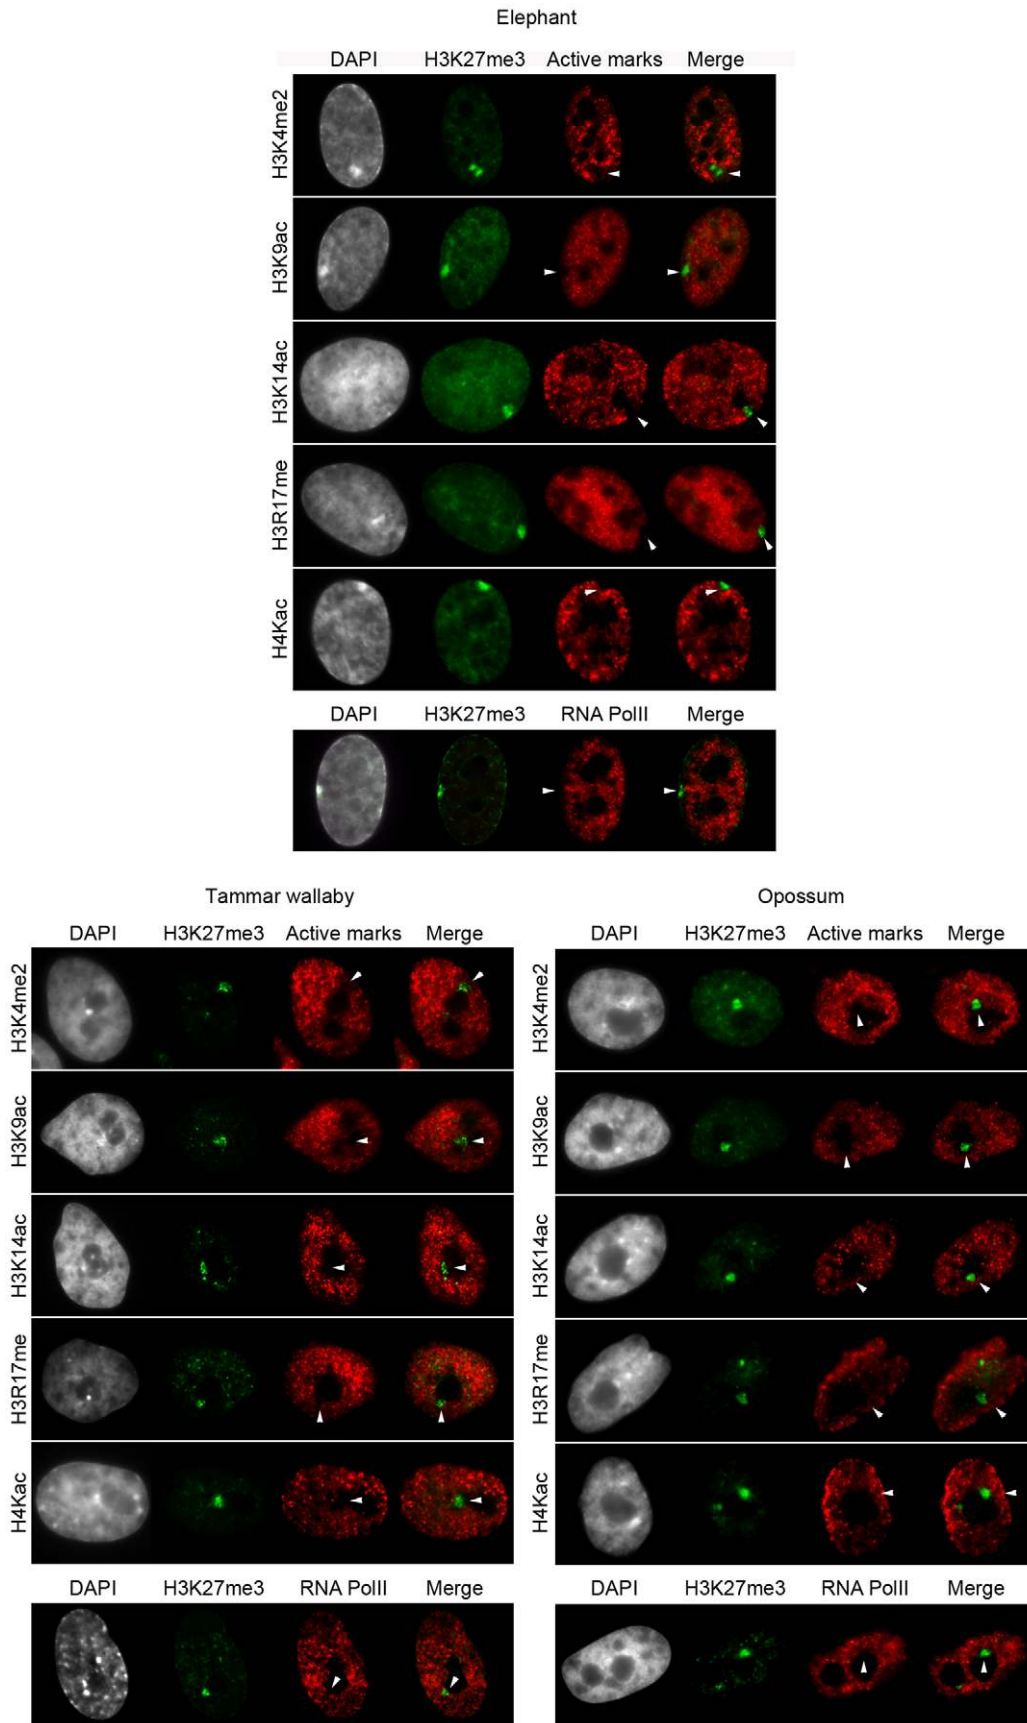 Elephant
DAPI H3K27me3 Active marks Merge
H3K4me2
H3K9ac
H3K14ac
H3R17me
H4Kac
DAPI H3K27me3 RNA PolII Merge
Tammar wallaby
DAPI H3K27me3 Active marks Merge
H3K4me2
H3K9ac
H3K14ac
H3R17me
H4Kac
DAPI H3K27me3 RNA PolII Merge
Opossum
DAPI H3K27me3 Active marks Merge
H3K4me2
H3K9ac
H3K14ac
H3R17me
H4Kac
DAPI H3K27me3 RNA PolII Merge